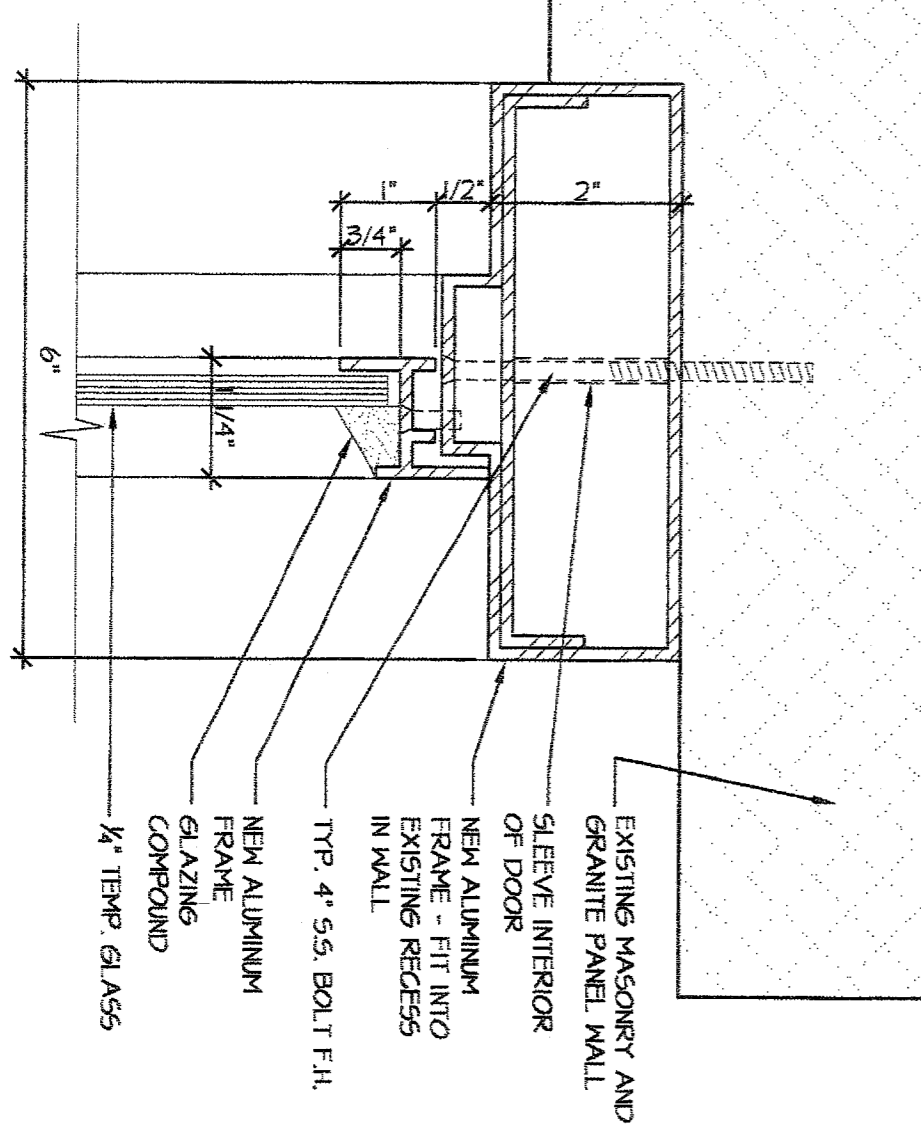 1"
1/2"
2"
3/4"
6"
1 1/4"
EXISTING MASONRY AND
GRANITE PANEL WALL
SLEEVE INTERIOR
OF DOOR
NEW ALUMINUM
FRAME - FIT INTO
EXISTING RECESS
IN WALL
TYP. 4" S.S. BOLT F.H.
NEW ALUMINUM
FRAME
GLAZING
COMPOUND
¼" TEMP. GLASS